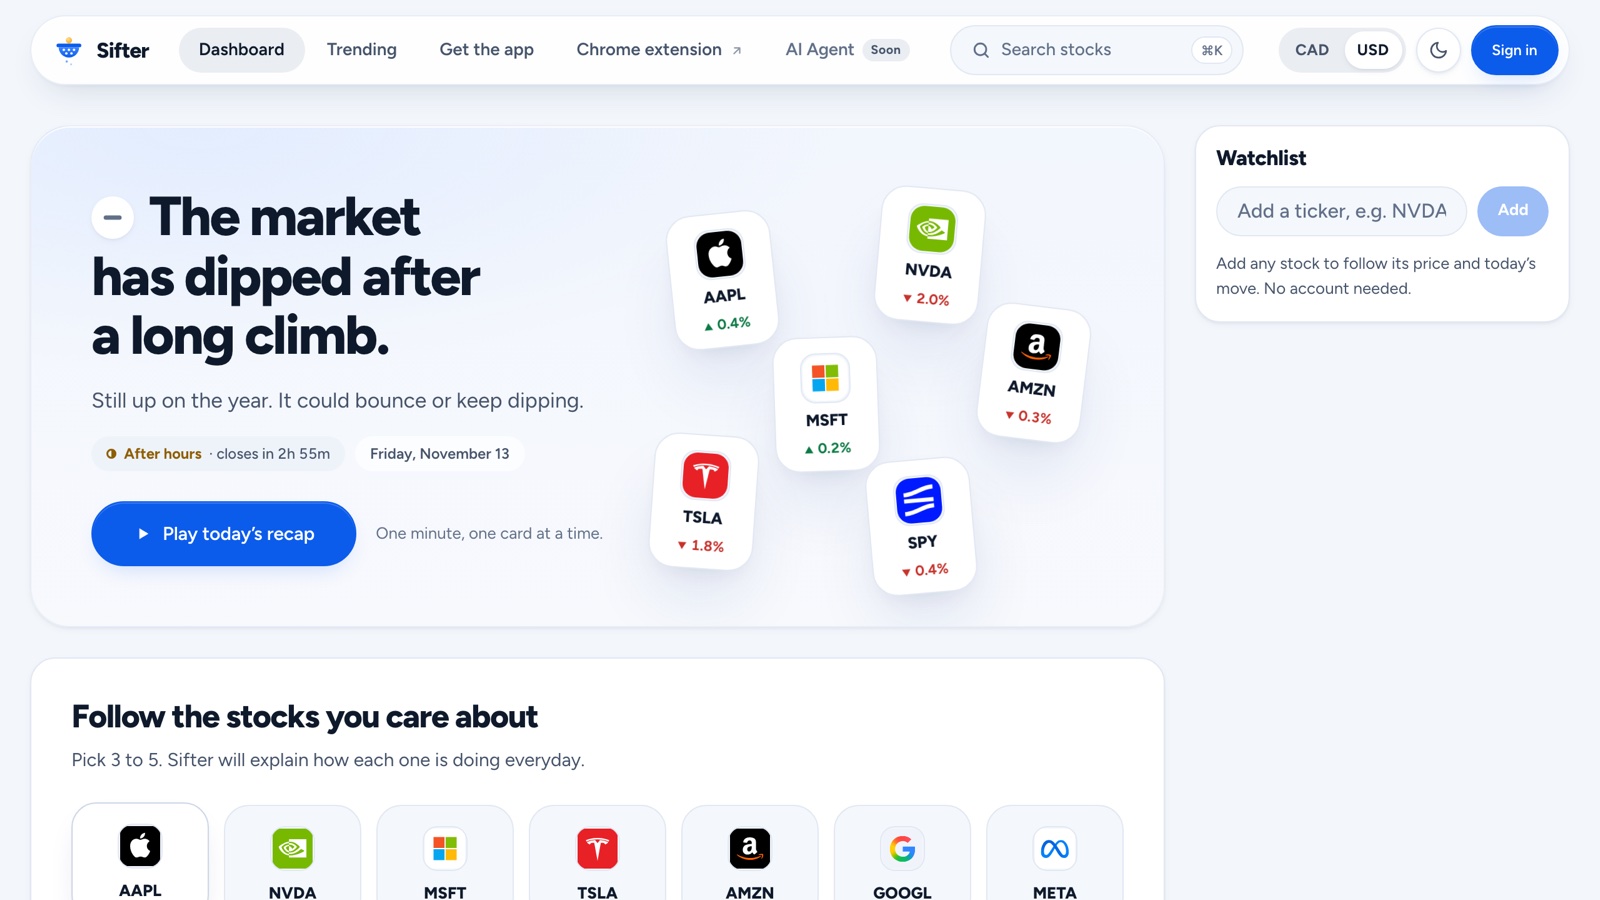 Sifter
Dashboard
Trending
Get the app
Chrome extension ↗
AI Agent Soon
Search stocks ⌘K
CAD USD
Sign in
The market
has dipped after
a long climb.
Still up on the year. It could bounce or keep dipping.
After hours · closes in 2h 55m
Friday, November 13
Play today’s recap
One minute, one card at a time.
AAPL
▲ 0.4%
NVDA
▼ 2.0%
AMZN
▼ 0.3%
MSFT
▲ 0.2%
TSLA
▼ 1.8%
SPY
▼ 0.4%
Watchlist
Add a ticker, e.g. NVDA
Add
Add any stock to follow its price and today’s
move. No account needed.
Follow the stocks you care about
Pick 3 to 5. Sifter will explain how each one is doing everyday.
AAPL
NVDA
MSFT
TSLA
AMZN
GOOGL
META